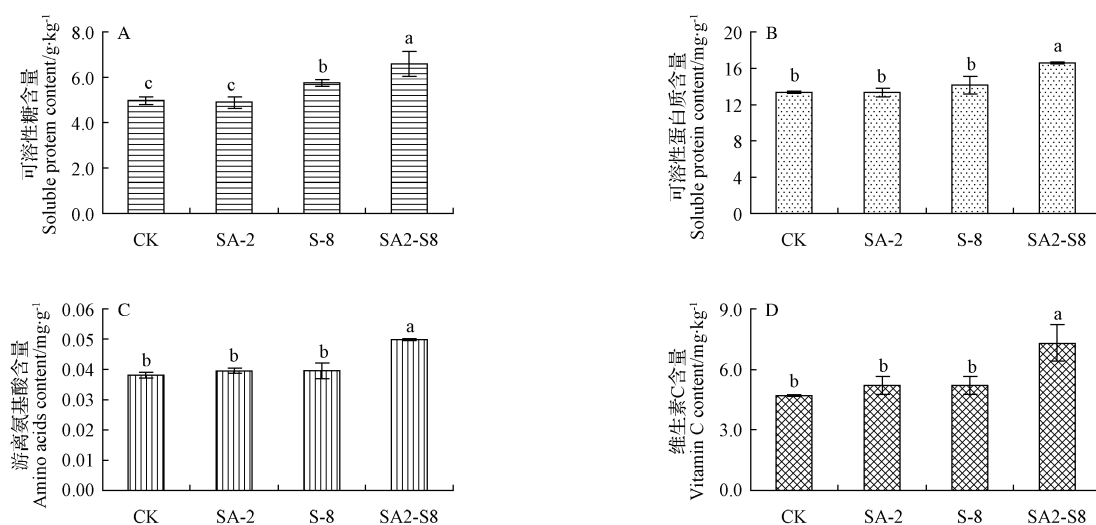 A
可溶性糖含量
Soluble protem content/g·kg⁻¹
8.0
6.0
4.0
2.0
0.0
c
c
b
a
CK
SA-2
S-8
SA2-S8
B
可溶性蛋白质含量
Soluble protein content/mg·g⁻¹
20
16
12
8
4
0
b
b
b
a
CK
SA-2
S-8
SA2-S8
C
游离氨基酸含量
Amino acids content/mg·g⁻¹
0.06
0.05
0.04
0.03
0.02
0.01
0.00
b
b
b
a
CK
SA-2
S-8
SA2-S8
D
维生素C含量
Vitamin C content/mg·kg⁻¹
9.0
6.0
3.0
0.0
b
b
b
a
CK
SA-2
S-8
SA2-S8